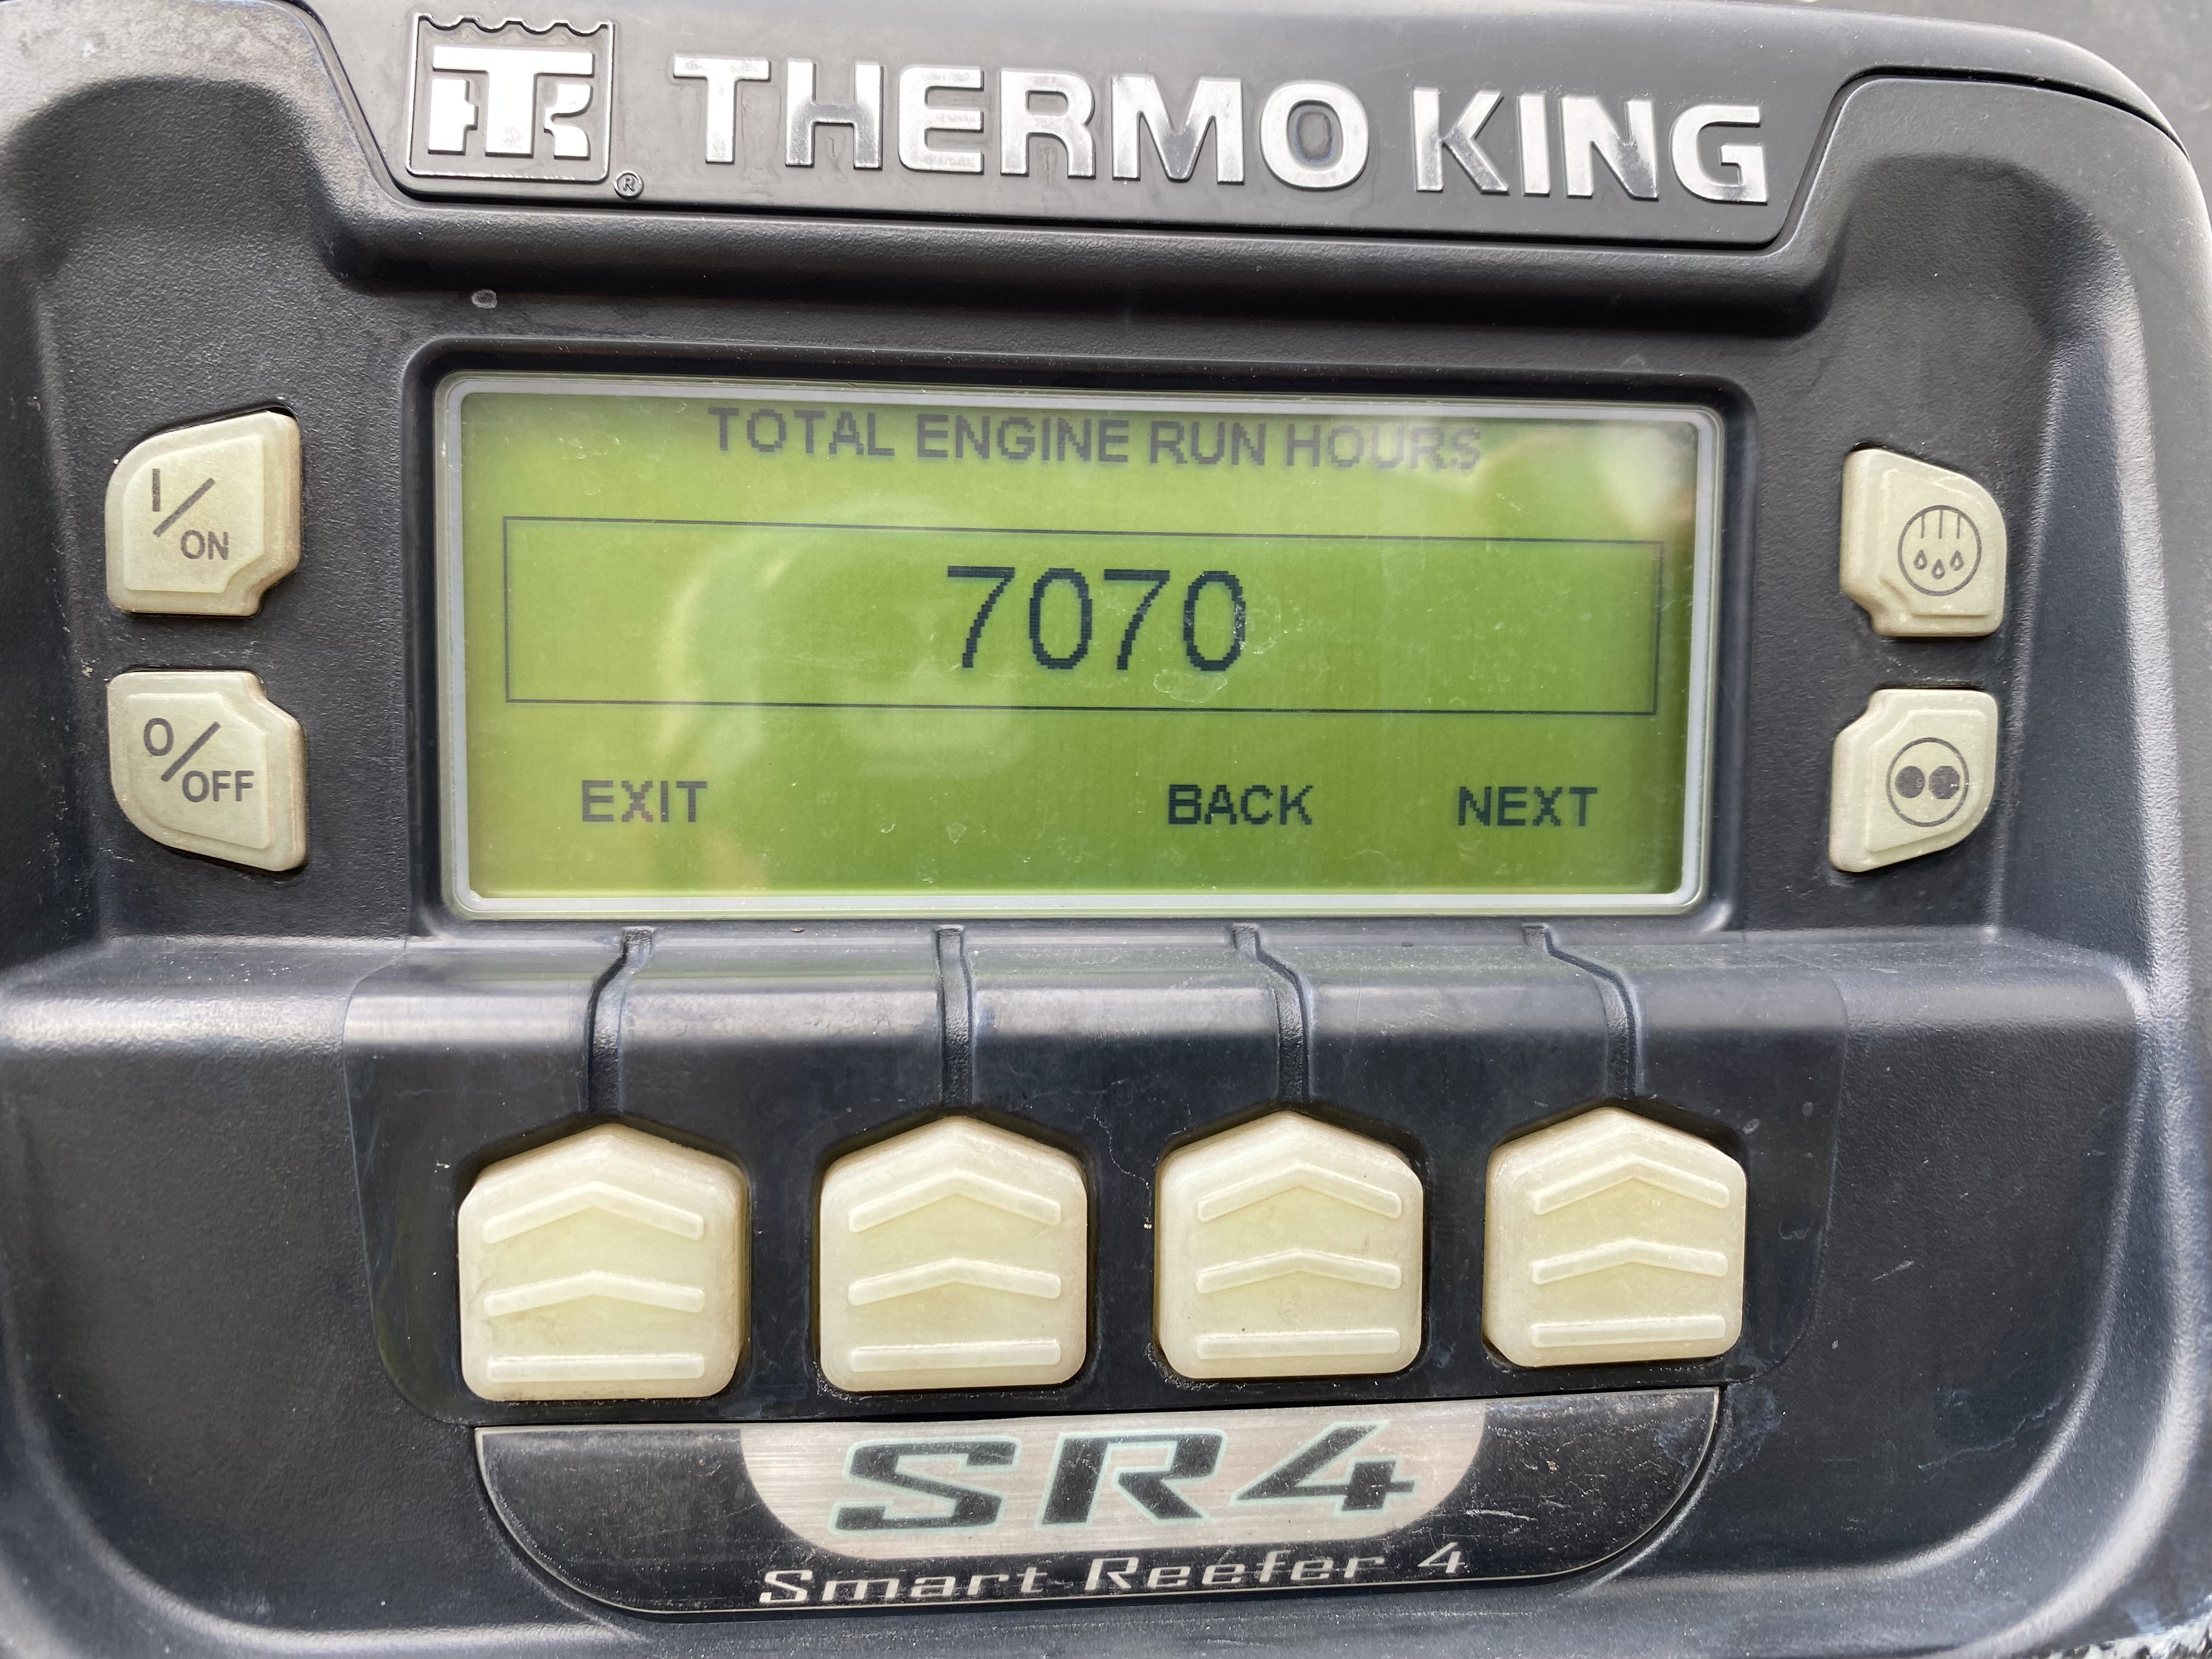 TK ® THERMO KING
TOTAL ENGINE RUN HOURS
I/ON
7070
O/OFF
EXIT BACK NEXT
SR4
Smart Reefer 4